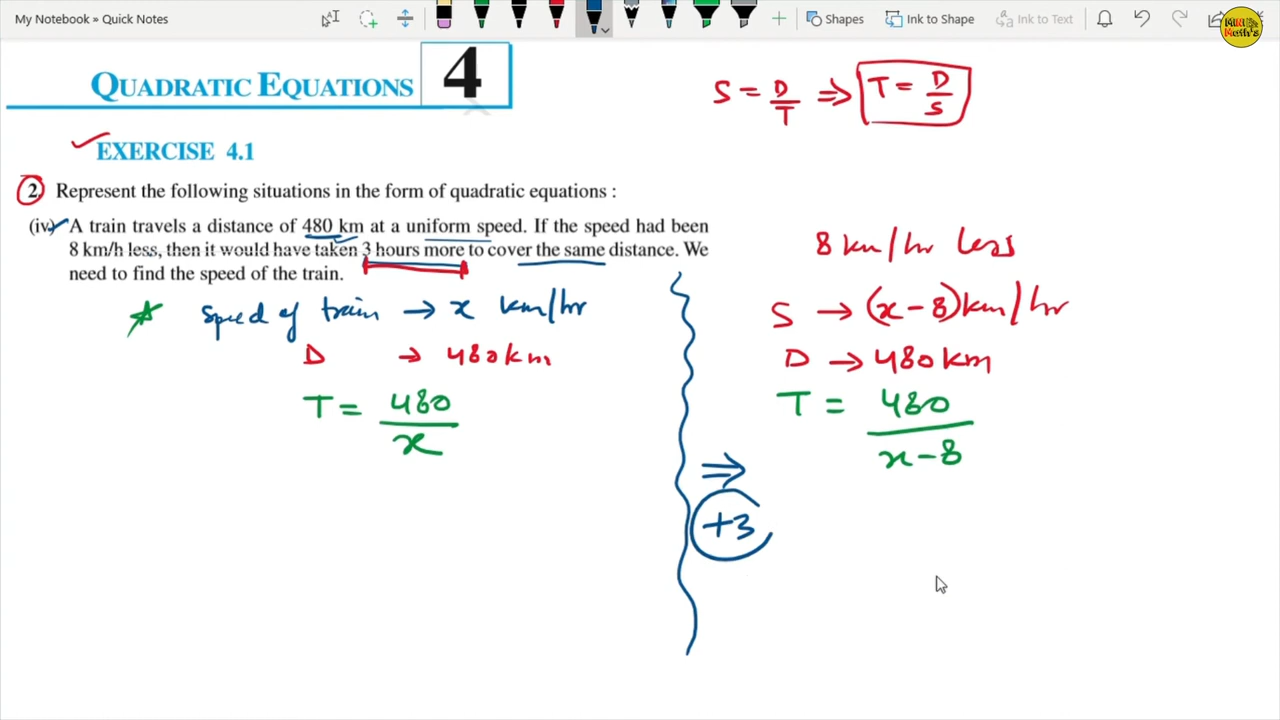 My Notebook » Quick Notes
Shapes
Ink to Shape
Ink to Text
QUADRATIC EQUATIONS 4
S = D/T ⇒ T = D/S
EXERCISE 4.1
2. Represent the following situations in the form of quadratic equations :
(iv) A train travels a distance of 480 km at a uniform speed. If the speed had been
8 km/h less, then it would have taken 3 hours more to cover the same distance. We
need to find the speed of the train.
speed of train → x km/hr
D → 480 km
T = 480/x
8 km/hr less
S → (x-8) km/hr
D → 480 km
T = 480/x-8
⇒
+3